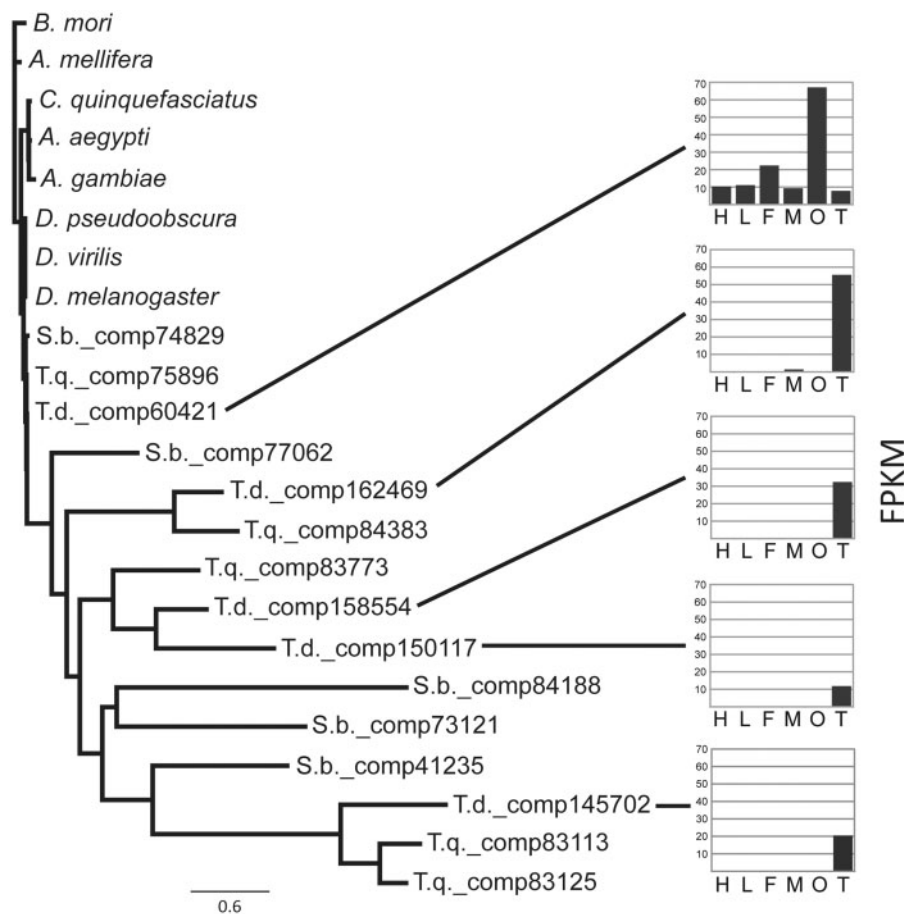 B. mori
A. mellifera
C. quinquefasciatus
A. aegypti
A. gambiae
D. pseudoobscura
D. virilis
D. melanogaster
S.b._comp74829
T.q._comp75896
T.d._comp60421
S.b._comp77062
T.d._comp162469
T.q._comp84383
T.q._comp83773
T.d._comp158554
T.d._comp150117
S.b._comp84188
S.b._comp73121
S.b._comp41235
T.d._comp145702
T.q._comp83113
T.q._comp83125
0.6
70
60
50
40
30
20
10
H L F M O T
70
60
50
40
30
20
10
H L F M O T
70
60
50
40
30
20
10
H L F M O T
70
60
50
40
30
20
10
H L F M O T
70
60
50
40
30
20
10
H L F M O T
FPKM